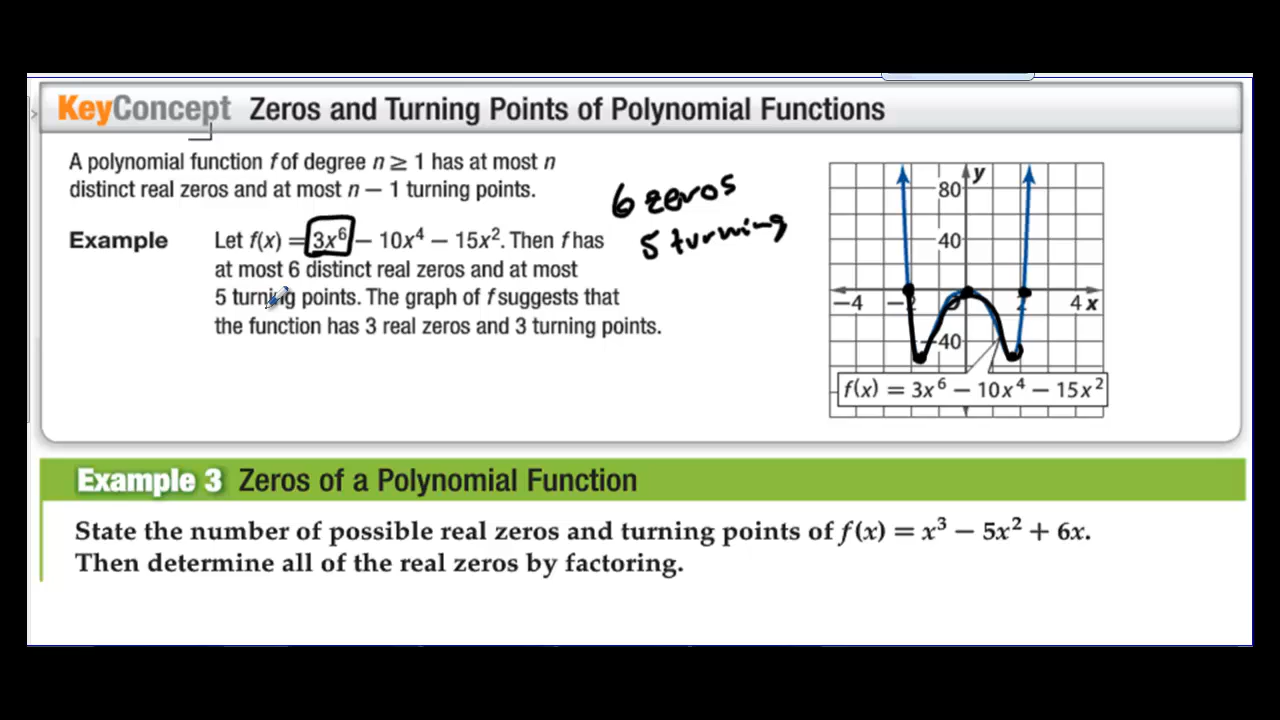 KeyConcept Zeros and Turning Points of Polynomial Functions
A polynomial function f of degree n ≥ 1 has at most n
distinct real zeros and at most n − 1 turning points.
6 zeros
5 turning
Example Let f(x) = 3x⁶ − 10x⁴ − 15x². Then f has
at most 6 distinct real zeros and at most
5 turning points. The graph of f suggests that
the function has 3 real zeros and 3 turning points.
y
80
40
−4 −2 0 2 4 x
−40
f(x) = 3x⁶ − 10x⁴ − 15x²
Example 3 Zeros of a Polynomial Function
State the number of possible real zeros and turning points of f(x) = x³ − 5x² + 6x.
Then determine all of the real zeros by factoring.